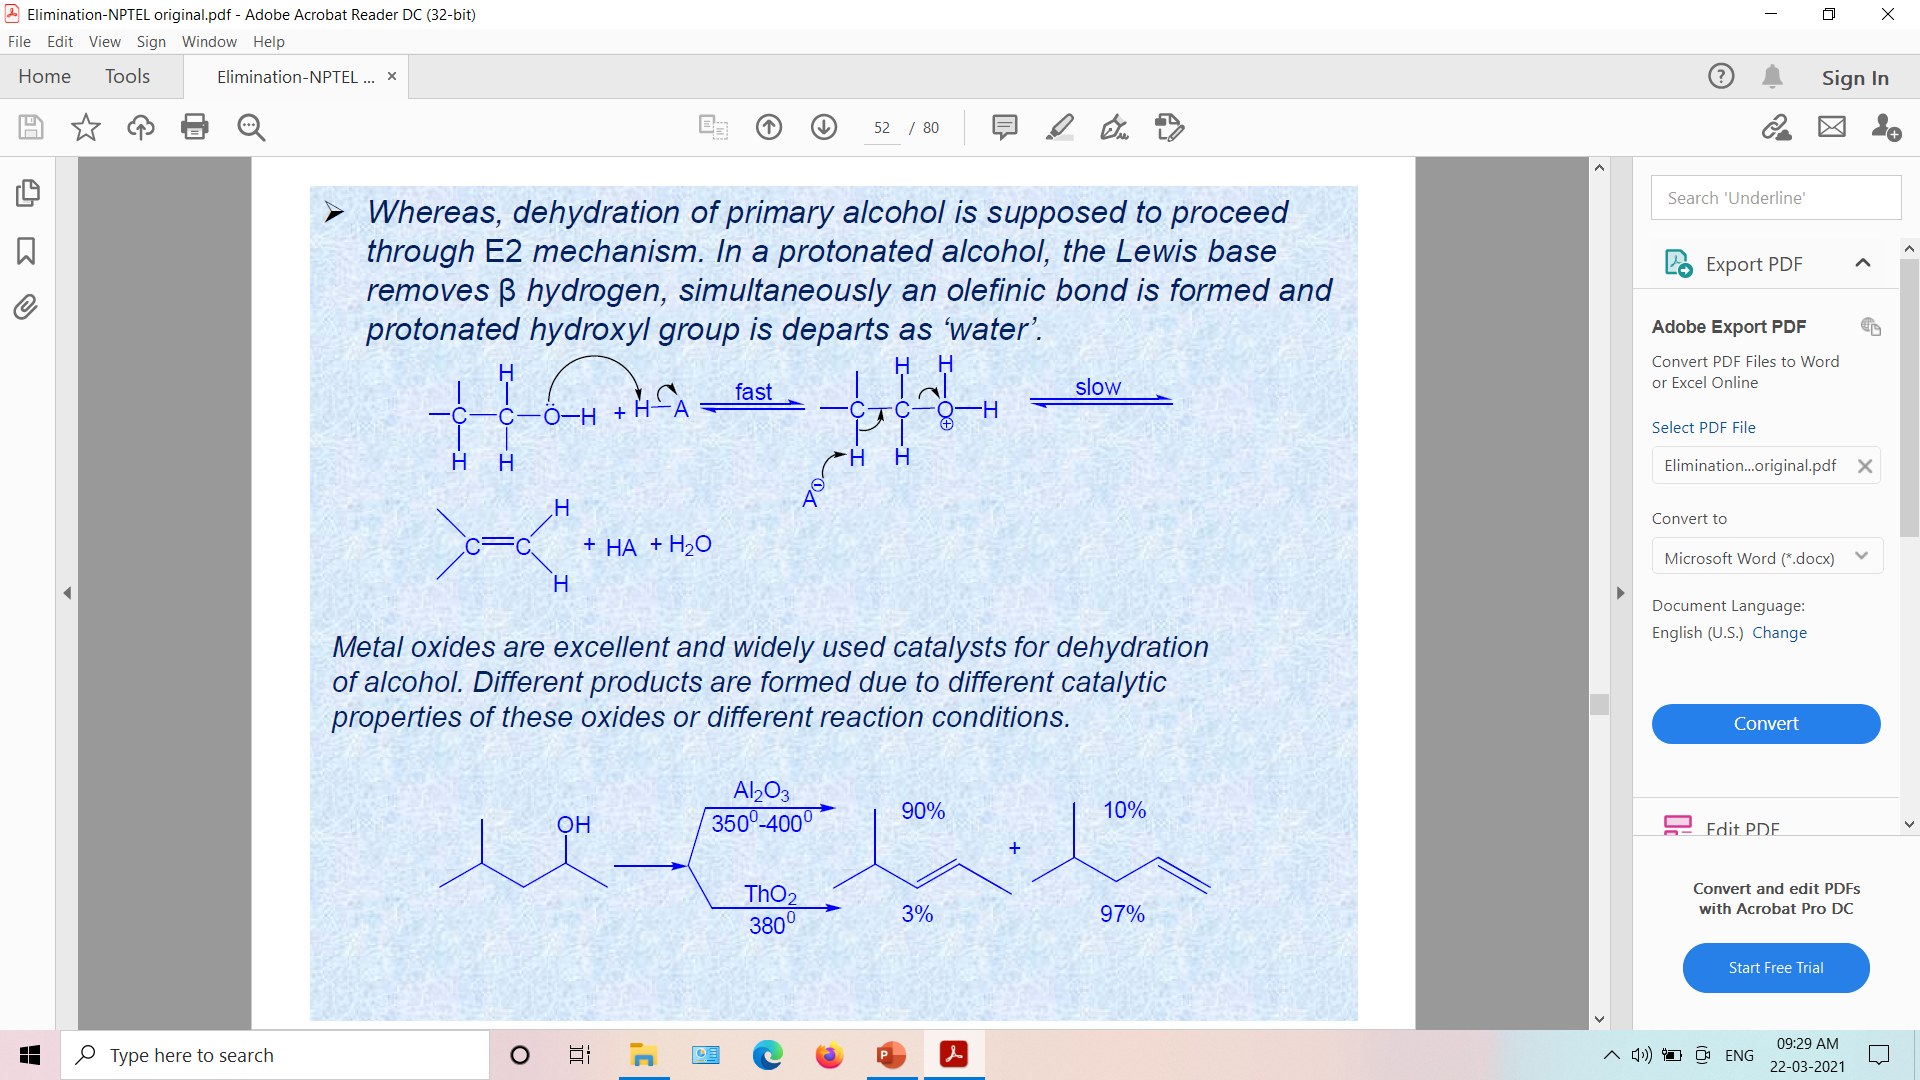 Elimination-NPTEL original.pdf - Adobe Acrobat Reader DC (32-bit)
File Edit View Sign Window Help
Home Tools Elimination-NPTEL ... × Sign In
52 / 80
Whereas, dehydration of primary alcohol is supposed to proceed
through E2 mechanism. In a protonated alcohol, the Lewis base
removes β hydrogen, simultaneously an olefinic bond is formed and
protonated hydroxyl group is departs as ‘water’.
H H H
fast slow
C C Ö H + H A C C O H
⊕
H H H H
A⊖
H
C C + HA + H₂O
H
Metal oxides are excellent and widely used catalysts for dehydration
of alcohol. Different products are formed due to different catalytic
properties of these oxides or different reaction conditions.
Al₂O₃
350⁰-400⁰ 90% 10%
OH
+
ThO₂
380⁰ 3% 97%
Search 'Underline'
Export PDF
Adobe Export PDF
Convert PDF Files to Word
or Excel Online
Select PDF File
Elimination...original.pdf
Convert to
Microsoft Word (*.docx)
Document Language:
English (U.S.) Change
Convert
Edit PDF
Convert and edit PDFs
with Acrobat Pro DC
Start Free Trial
Type here to search
ENG
09:29 AM
22-03-2021